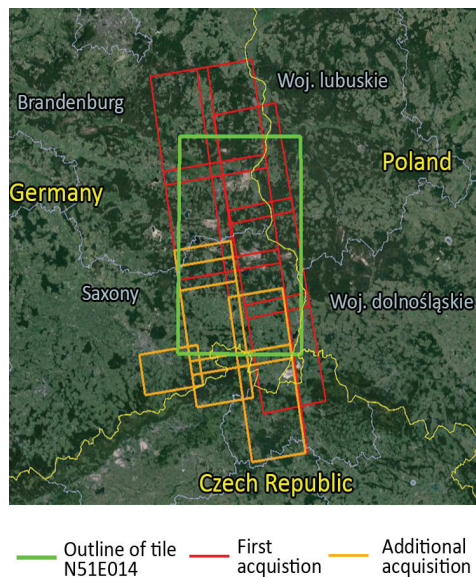 Woj. lubuskie
Brandenburg
Poland
Germany
Saxony
Woj. dolnośląskie
Czech Republic
Outline of tile
N51E014
First
acquistion
Additional
acquisition